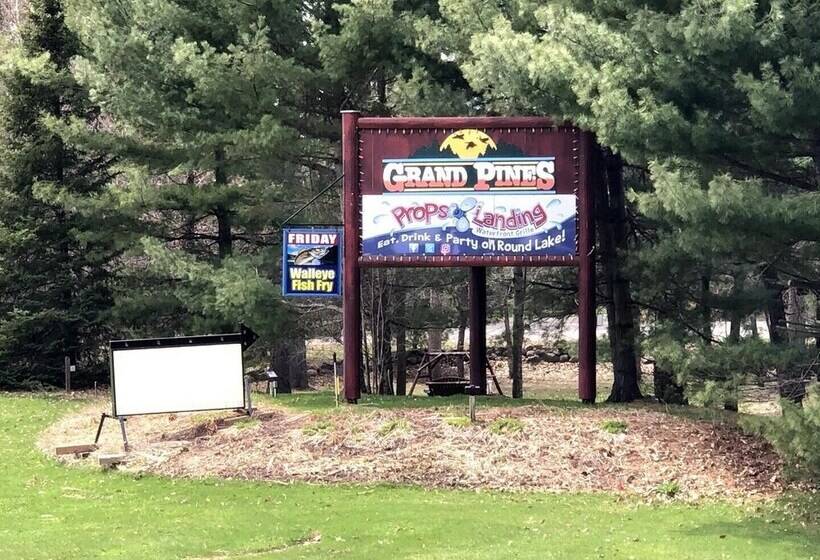 GRAND PINES
Props Landing
Waterfront Grille
Eat, Drink & Party on Round Lake!
FRIDAY
Walleye
Fish Fry